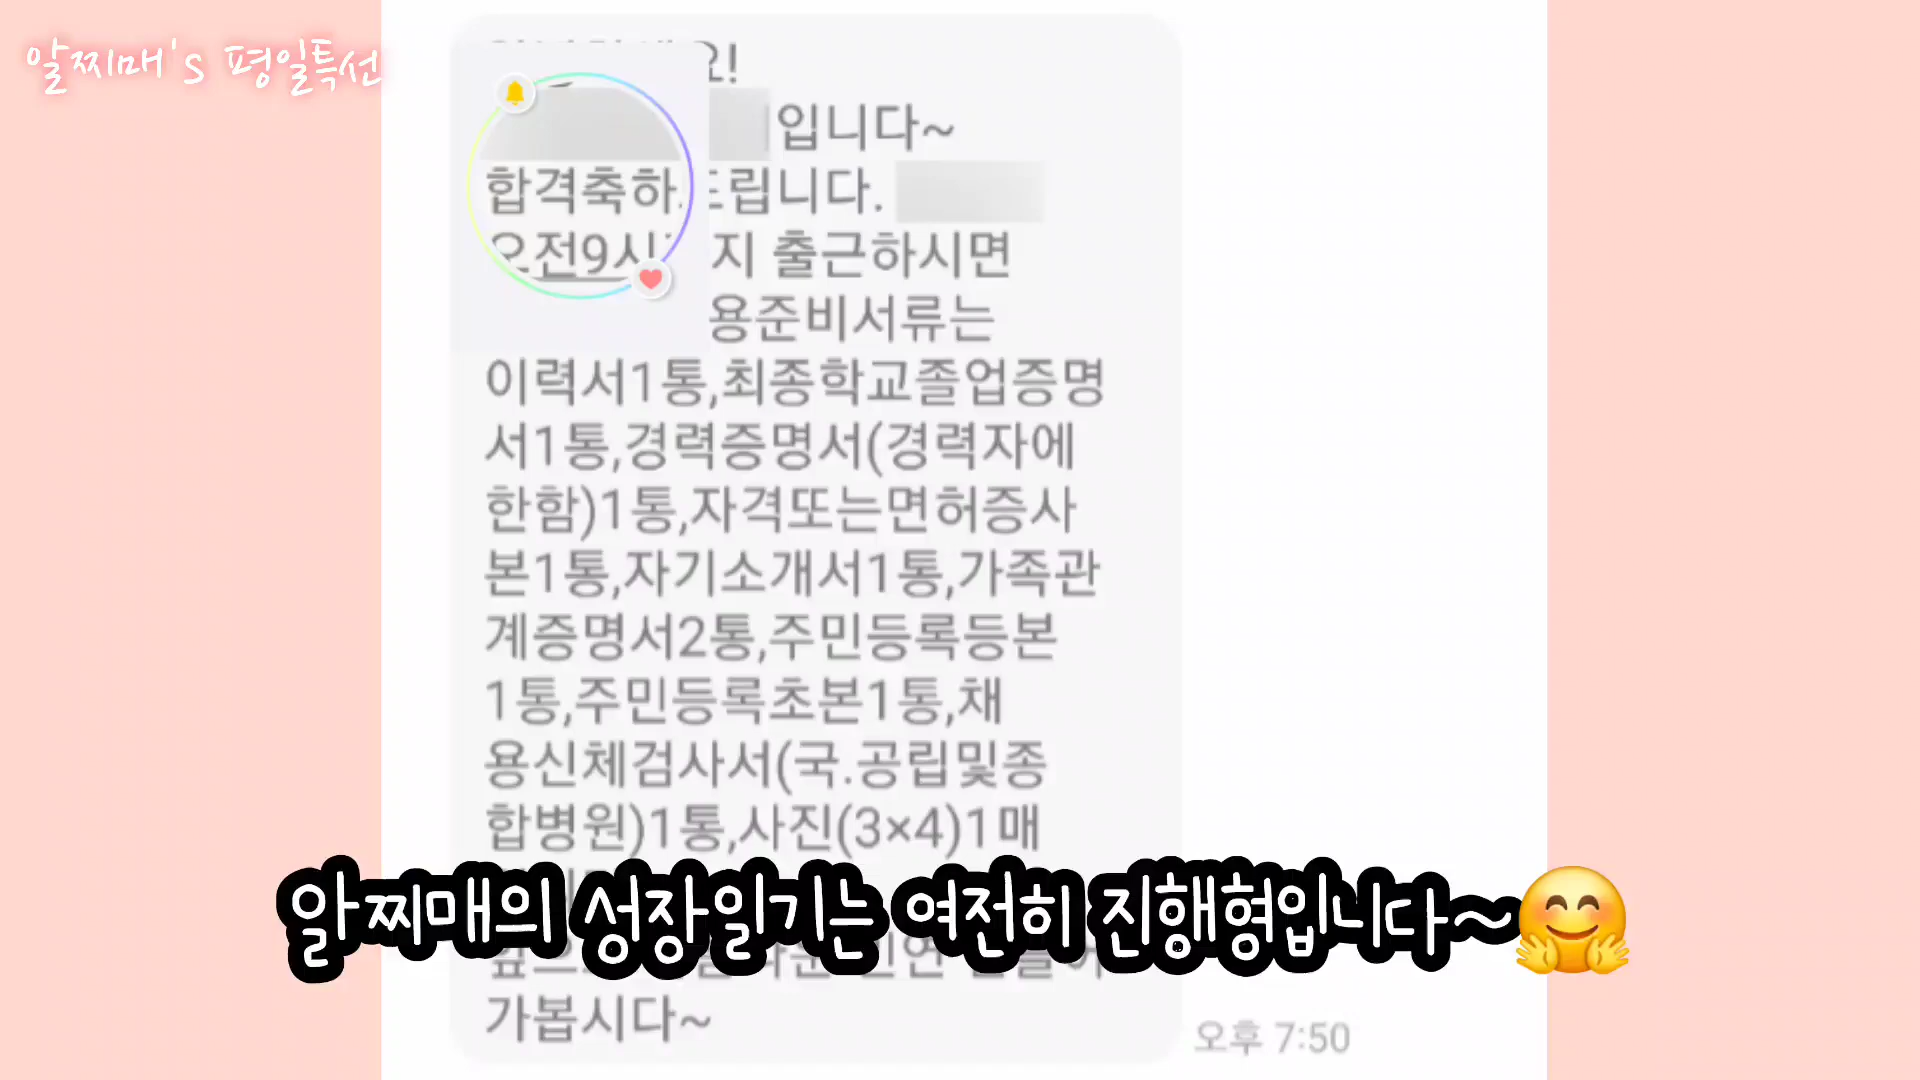 알찌매's 평일특선
요!
입니다~
합격축하드립니다.
오전9시 지 출근하시면
용준비서류는
이력서1통,최종학교졸업증명
서1통,경력증명서(경력자에
한함)1통,자격또는면허증사
본1통,자기소개서1통,가족관
계증명서2통,주민등록등본
1통,주민등록초본1통,채
용신체검사서(국.공립및종
합병원)1통,사진(3×4)1매
알찌매의 성장일기는 여전히 진행형입니다~
가봅시다~
오후 7:50